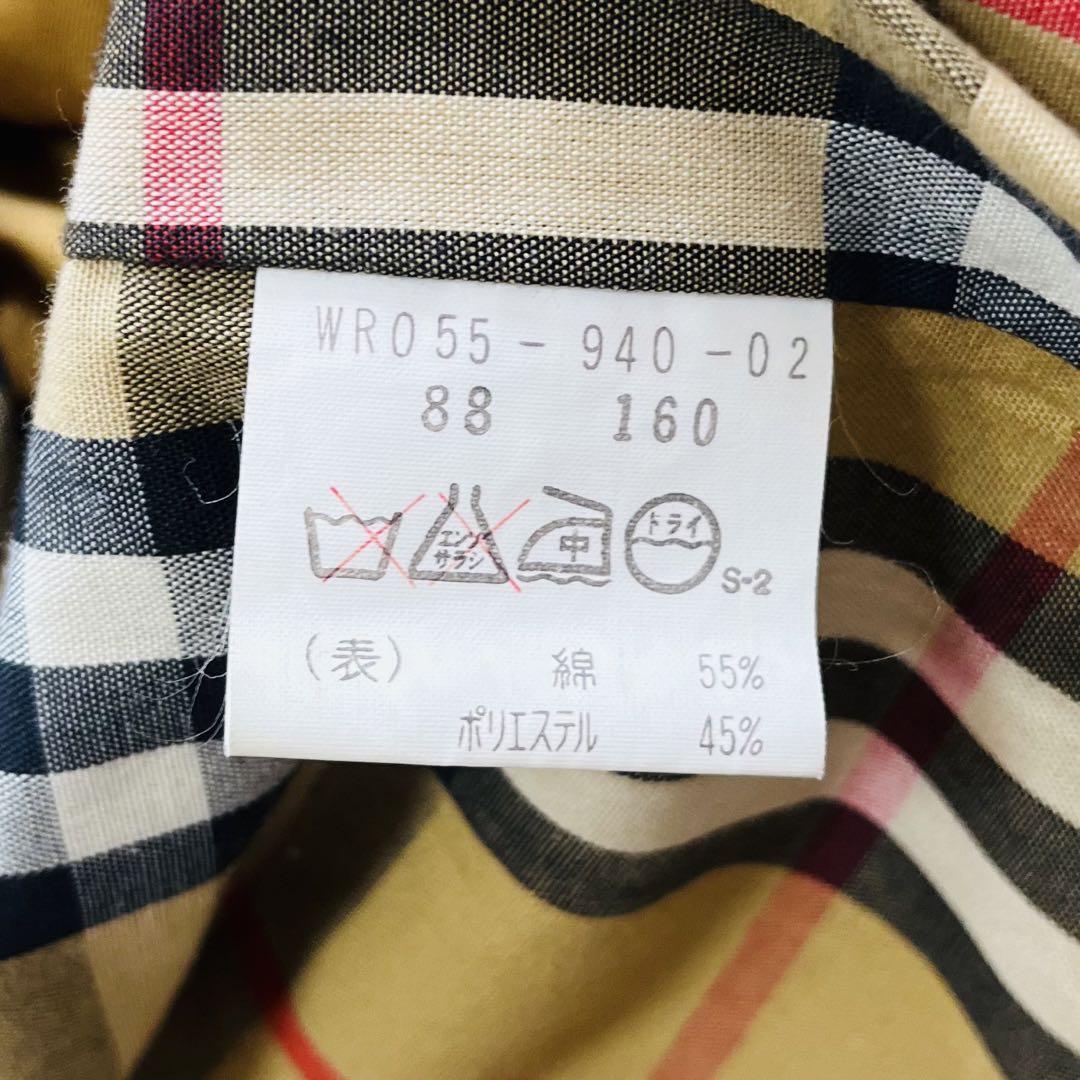 WR055-940-02
88 160
エンソ サラシ 中 ドライ S-2
(表) 綿 55%
ポリエステル 45%